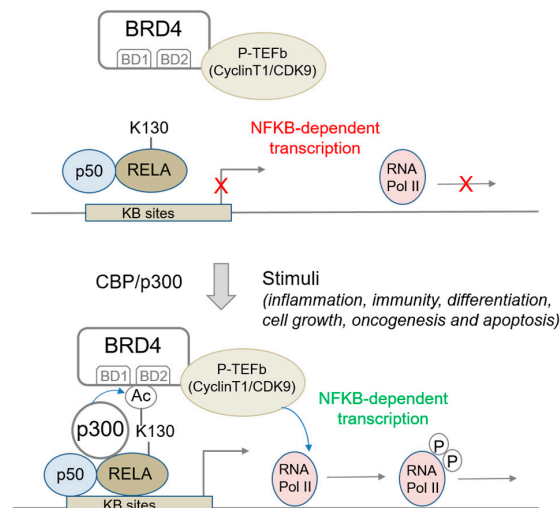 BRD4
BD1 BD2
P-TEFb
(CyclinT1/CDK9)
K130
NFKB-dependent
transcription
p50
RELA
X
RNA
Pol II
X
KB sites
CBP/p300
Stimuli
(inflammation, immunity, differentiation,
cell growth, oncogenesis and apoptosis)
BRD4
BD1 BD2
P-TEFb
(CyclinT1/CDK9)
Ac
NFKB-dependent
transcription
p300
K130
p50
RELA
RNA
Pol II
RNA
Pol II
P
P
KB sites